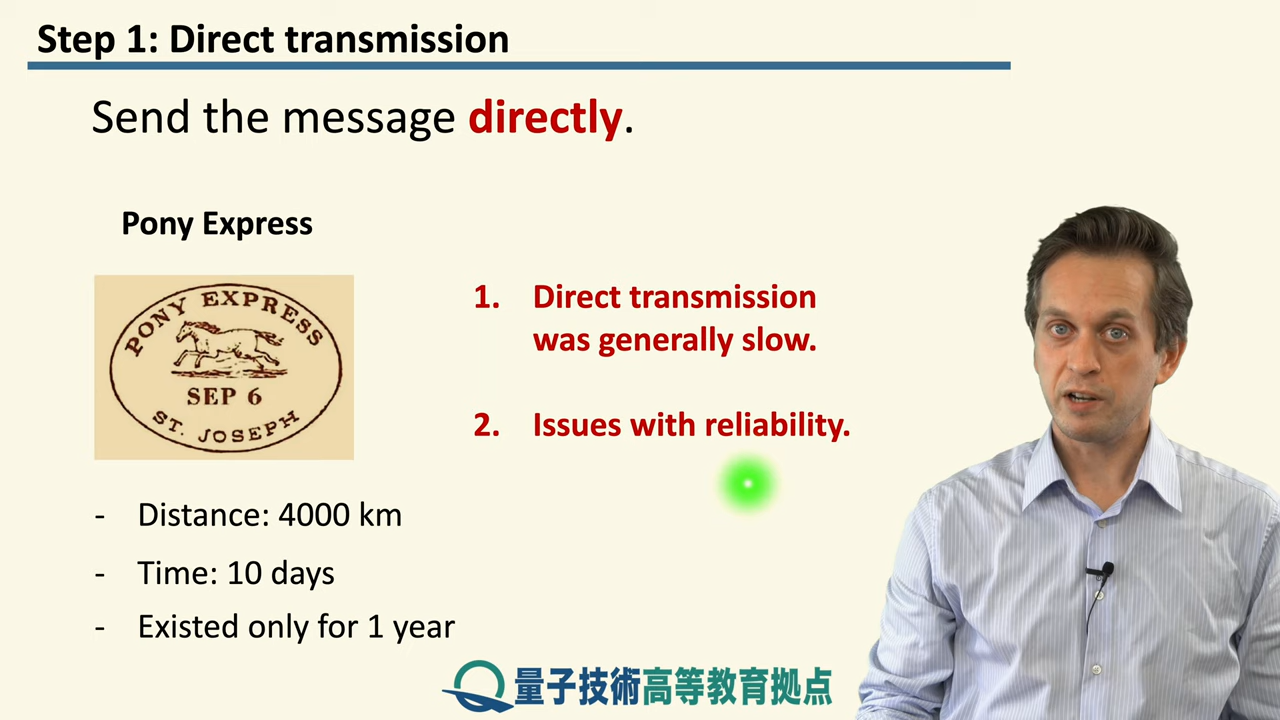 Step 1: Direct transmission
Send the message directly.
Pony Express
PONY EXPRESS
SEP 6
ST. JOSEPH
1. Direct transmission
was generally slow.
2. Issues with reliability.
- Distance: 4000 km
- Time: 10 days
- Existed only for 1 year
量子技術高等教育拠点